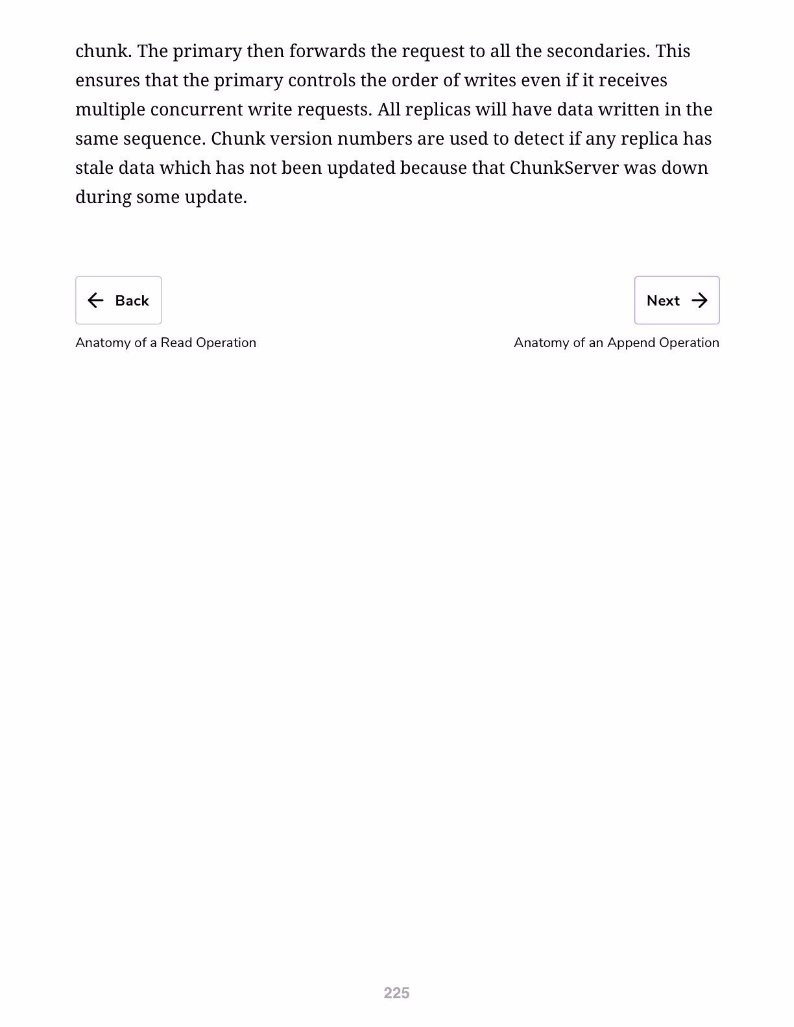 chunk. The primary then forwards the request to all the secondaries. This
ensures that the primary controls the order of writes even if it receives
multiple concurrent write requests. All replicas will have data written in the
same sequence. Chunk version numbers are used to detect if any replica has
stale data which has not been updated because that ChunkServer was down
during some update.
← Back
Next →
Anatomy of a Read Operation
Anatomy of an Append Operation
225